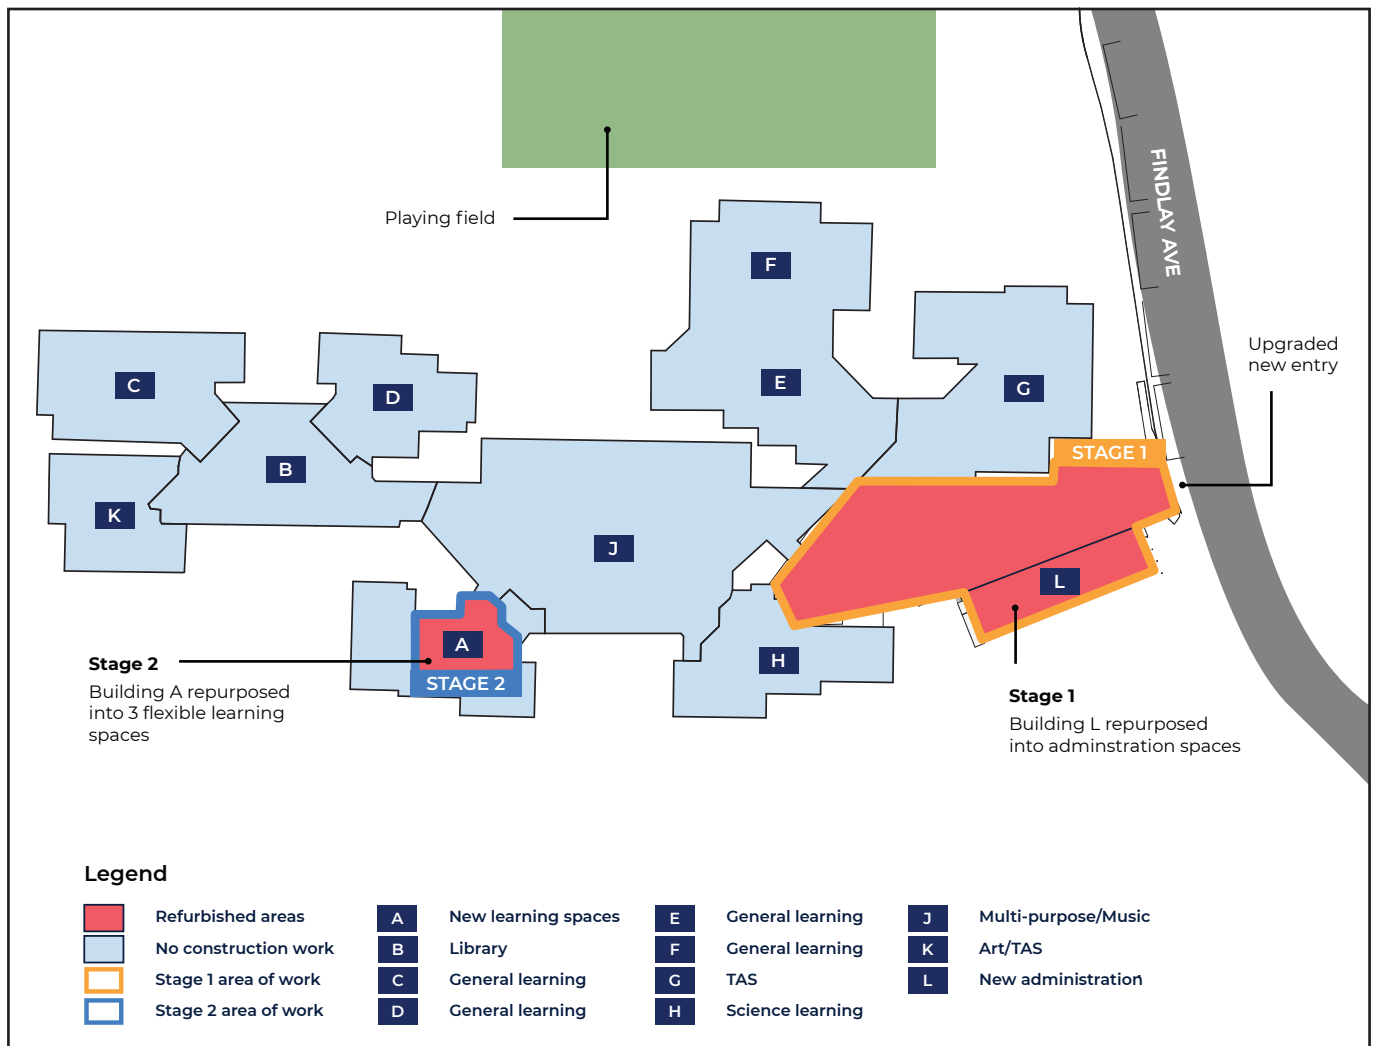 FINDLAY AVE
Playing field
F
Upgraded
new entry
C
D
E
G
STAGE 1
B
K
J
L
A
H
Stage 2
Building A repurposed
into 3 flexible learning
spaces
STAGE 2
Stage 1
Building L repurposed
into adminstration spaces
Legend
Refurbished areas
No construction work
Stage 1 area of work
Stage 2 area of work
A New learning spaces
B Library
C General learning
D General learning
E General learning
F General learning
G TAS
H Science learning
J Multi-purpose/Music
K Art/TAS
L New administration